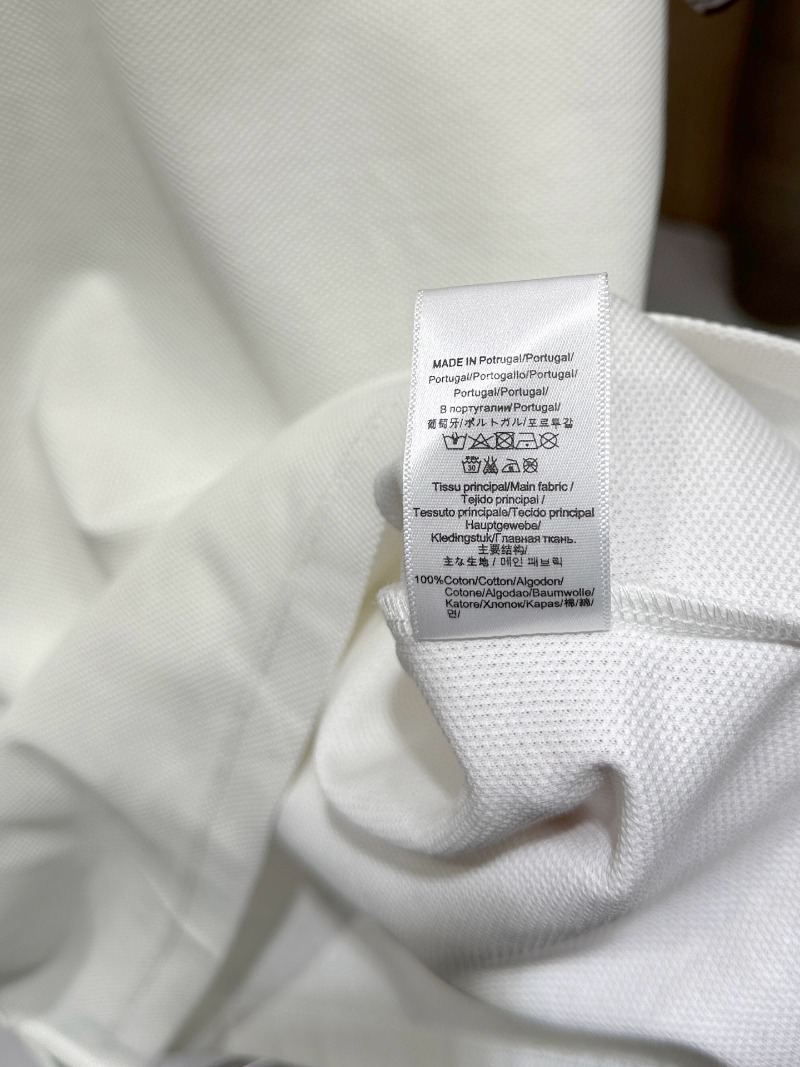 MADE IN Potrugal/Portugal/
Portugal/Portogallo/Portugal/
Portugal/Portugal/
В португалии/Portugal/
葡萄牙/ポルトガル/포르투갈
30
Tissu principal/Main fabric /
Tejido principal /
Tessuto principale/Tecido principal
Hauptgewebe/
Kledingstuk/Главная ткань.
主要结构/
主な生地 / 메인 패브릭
100%Coton/Cotton/Algodon/
Cotone/Algodao/Baumwolle/
Katore/Хлопок/Kapas/棉/綿/
면/